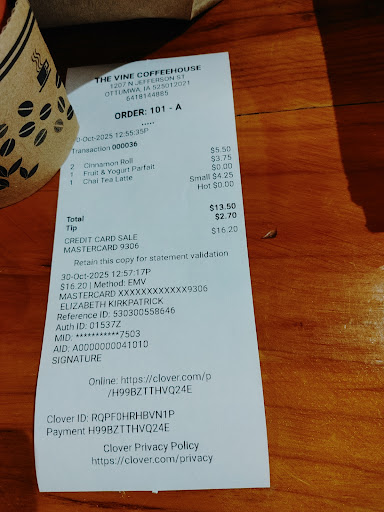 THE VINE COFFEEHOUSE
1207 N JEFFERSON ST
OTTUMWA, IA 525012021
6418144885
ORDER: 101 - A
.....
30-Oct-2025 12:55:35P
Transaction 000036
2 Cinnamon Roll $5.50
1 Fruit & Yogurt Parfait $3.75
1 Chai Tea Latte $0.00
Small $4.25
Hot $0.00
Total $13.50
Tip $2.70
CREDIT CARD SALE $16.20
MASTERCARD 9306
Retain this copy for statement validation
30-Oct-2025 12:57:17P
$16.20 | Method: EMV
MASTERCARD XXXXXXXXXXXX9306
ELIZABETH KIRKPATRICK
Reference ID: 530300558646
Auth ID: 01537Z
MID: ***********7503
AID: A0000000041010
SIGNATURE
Online: https://clover.com/p
/H99BZTTHVQ24E
Clover ID: RQPF0HRHBVN1P
Payment H99BZTTHVQ24E
Clover Privacy Policy
https://clover.com/privacy